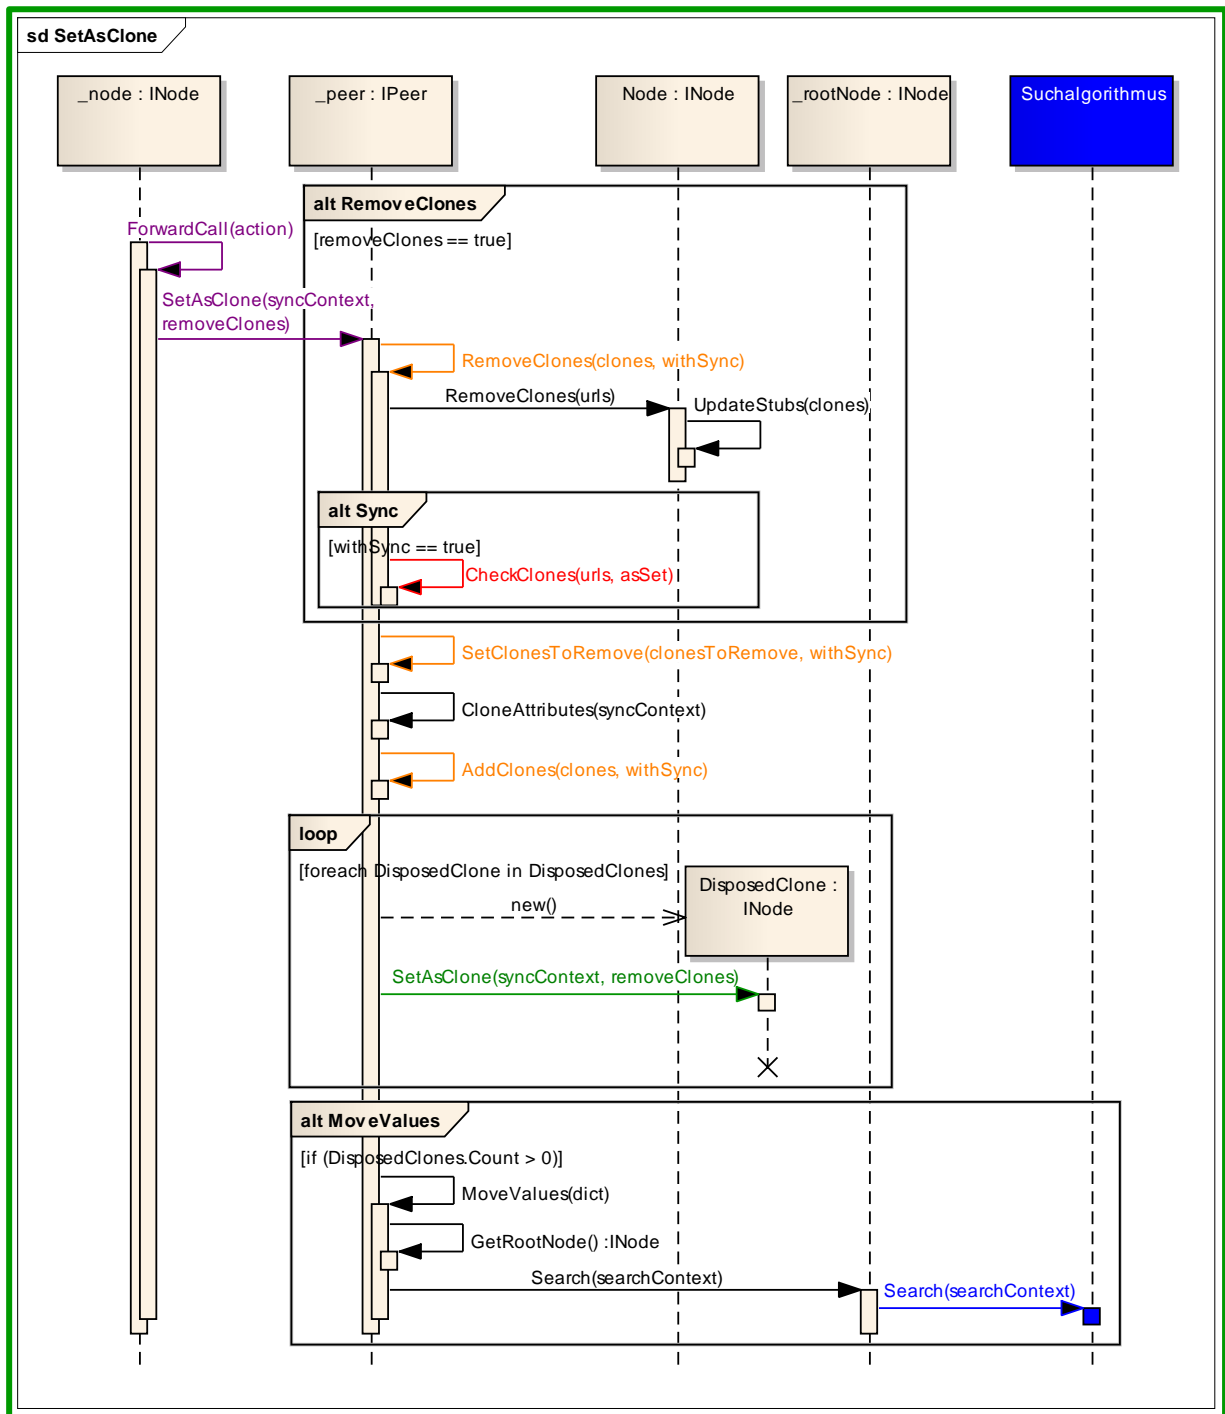 sd SetAsClone
_node : INode
_peer : IPeer
Node : INode
_rootNode : INode
Suchalgorithmus
alt RemoveClones
[removeClones == true]
ForwardCall(action)
SetAsClone(syncContext,
removeClones)
RemoveClones(clones, withSync)
RemoveClones(urls)
UpdateStubs(clones)
alt Sync
[withSync == true]
CheckClones(urls, asSet)
SetClonesToRemove(clonesToRemove, withSync)
CloneAttributes(syncContext)
AddClones(clones, withSync)
loop
[foreach DisposedClone in DisposedClones]
DisposedClone :
INode
new()
SetAsClone(syncContext, removeClones)
alt MoveValues
[if (DisposedClones.Count > 0)]
MoveValues(dict)
GetRootNode() :INode
Search(searchContext)
Search(searchContext)